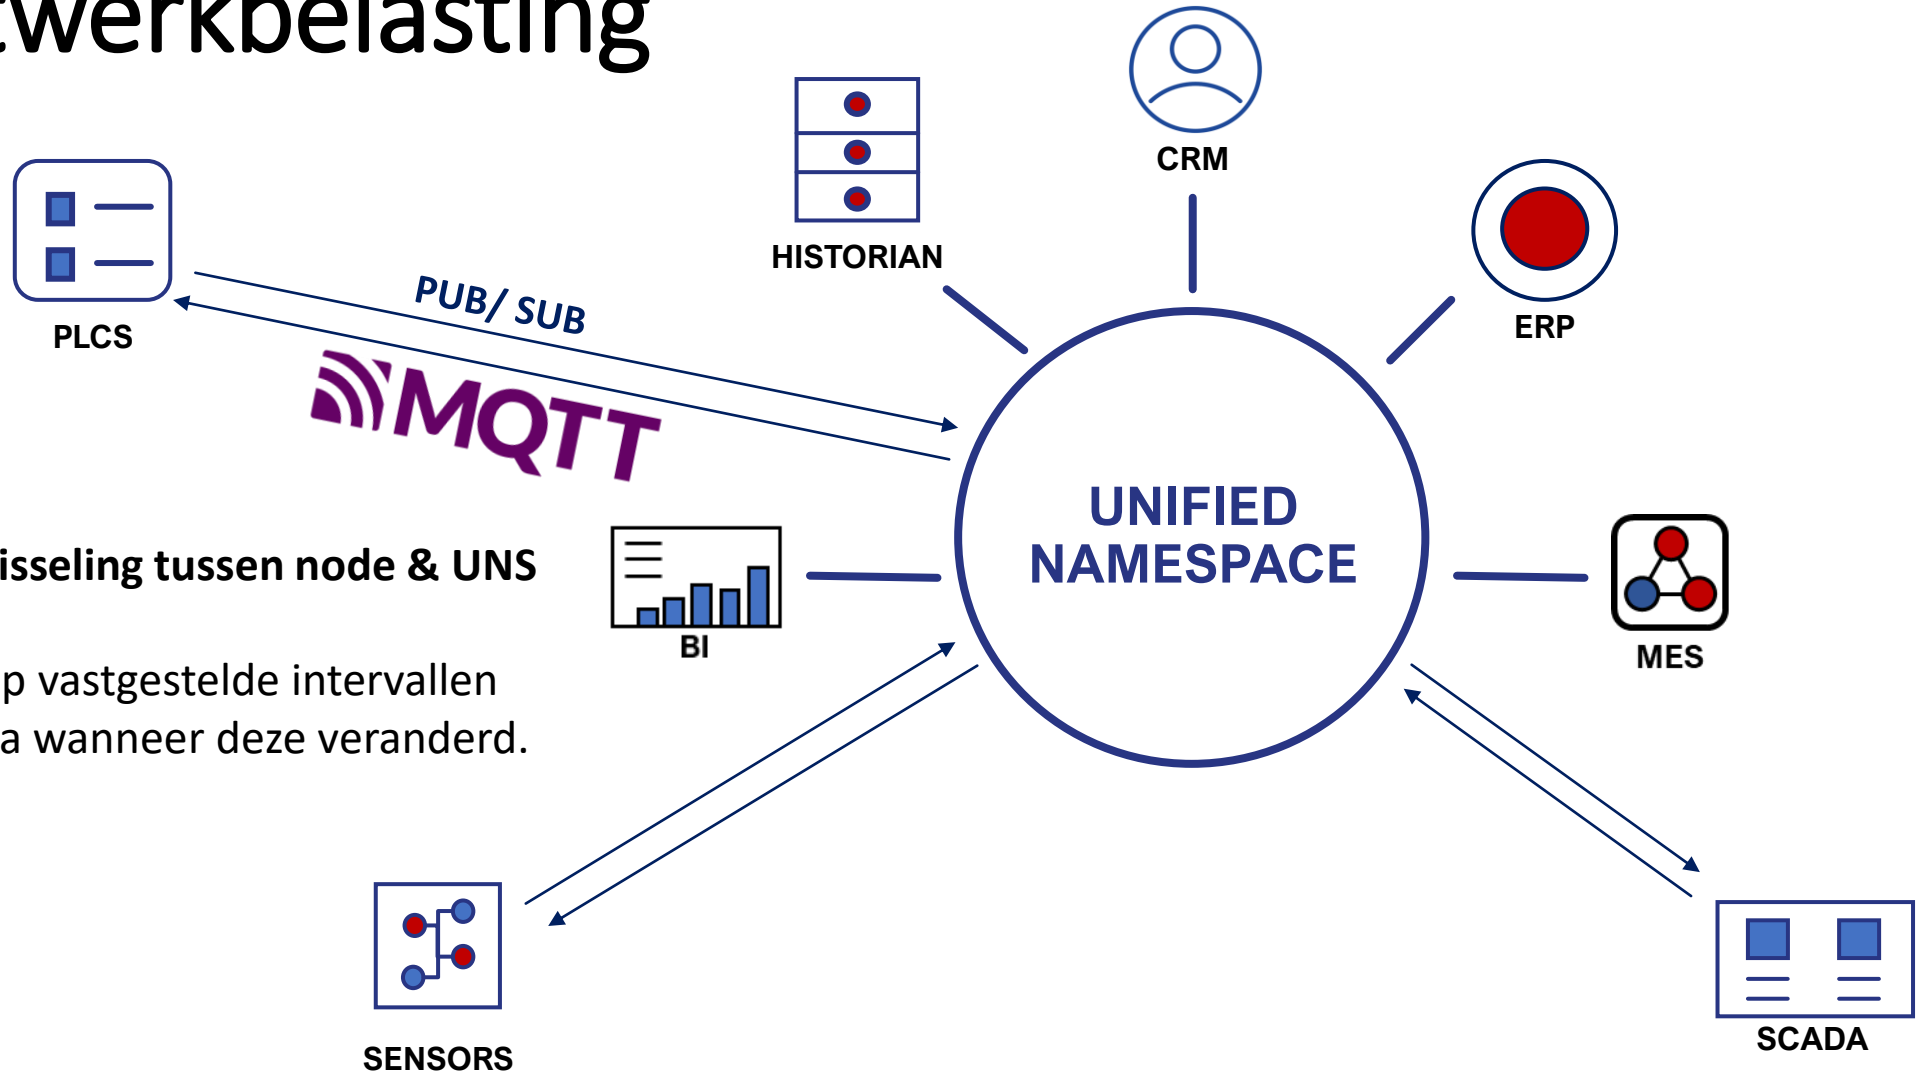 twerkbelasting
CRM
HISTORIAN
ERP
PLCS
PUB/ SUB
MQTT
UNIFIED
NAMESPACE
isseling tussen node & UNS
BI
MES
p vastgestelde intervallen
a wanneer deze veranderd.
SENSORS
SCADA